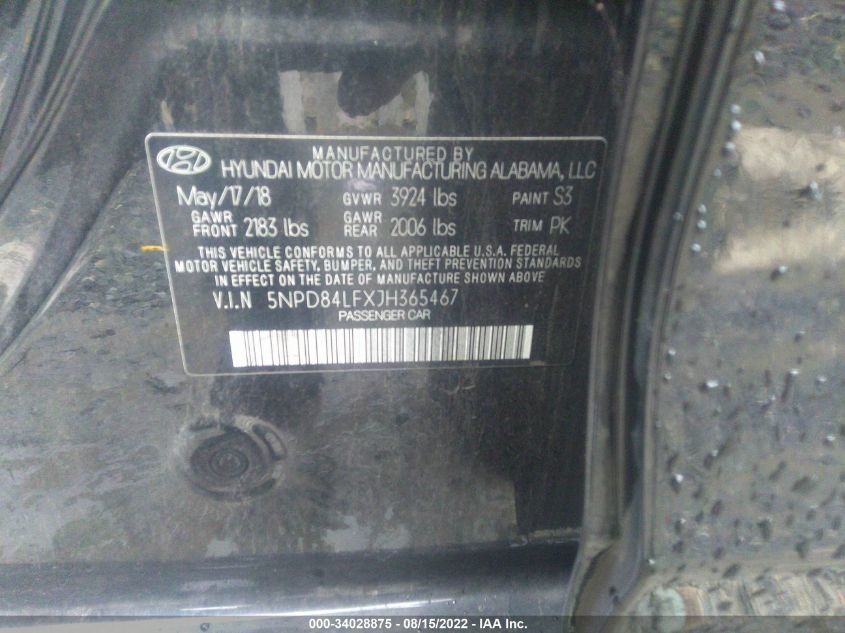 MANUFACTURED BY
HYUNDAI MOTOR MANUFACTURING ALABAMA, LLC
May/17/18 GVWR 3924 lbs PAINT S3
GAWR FRONT 2183 lbs GAWR REAR 2006 lbs TRIM PK
THIS VEHICLE CONFORMS TO ALL APPLICABLE U.S.A. FEDERAL
MOTOR VEHICLE SAFETY, BUMPER, AND THEFT PREVENTION STANDARDS
IN EFFECT ON THE DATE OF MANUFACTURE SHOWN ABOVE
V.I.N 5NPD84LFXJH365467
PASSENGER CAR
000-34028875 - 08/15/2022 - IAA Inc.